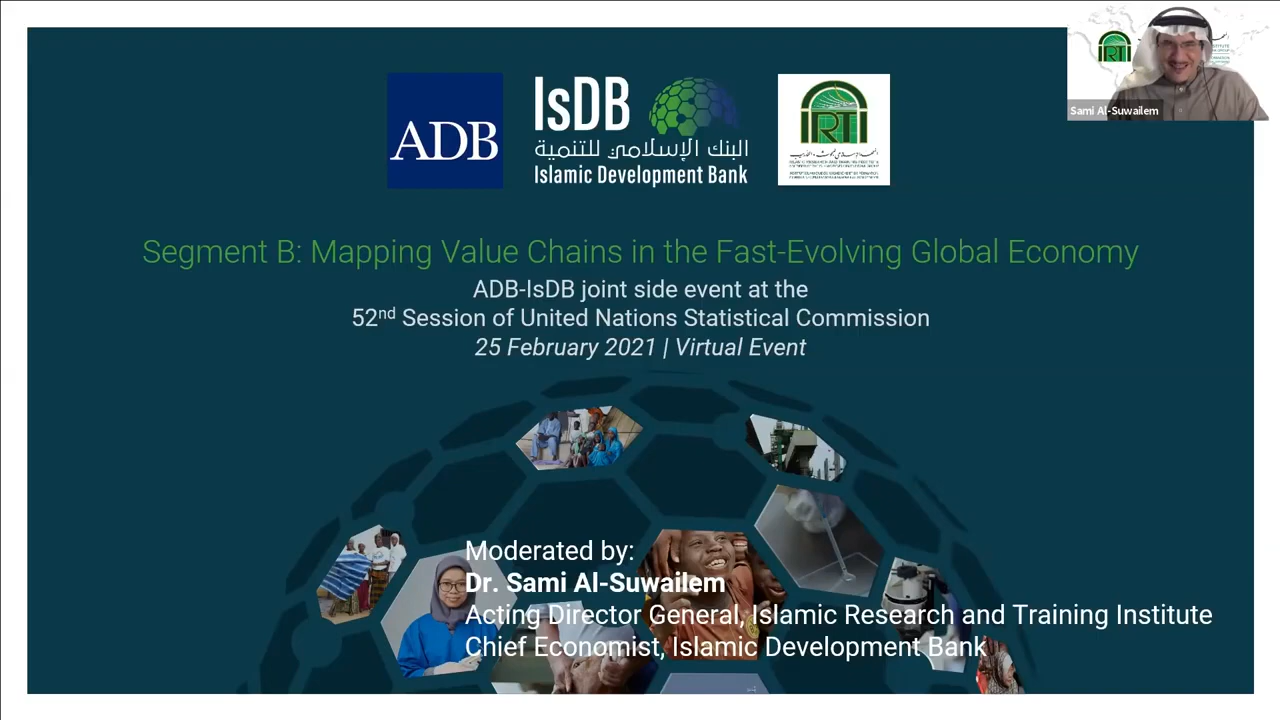 ADB
IsDB
البنك الإسلامي للتنمية
Islamic Development Bank
IRTI
IRTI
Sami Al-Suwailem
Segment B: Mapping Value Chains in the Fast-Evolving Global Economy
ADB-IsDB joint side event at the
52nd Session of United Nations Statistical Commission
25 February 2021 | Virtual Event
Moderated by:
Dr. Sami Al-Suwailem
Acting Director General, Islamic Research and Training Institute
Chief Economist, Islamic Development Bank